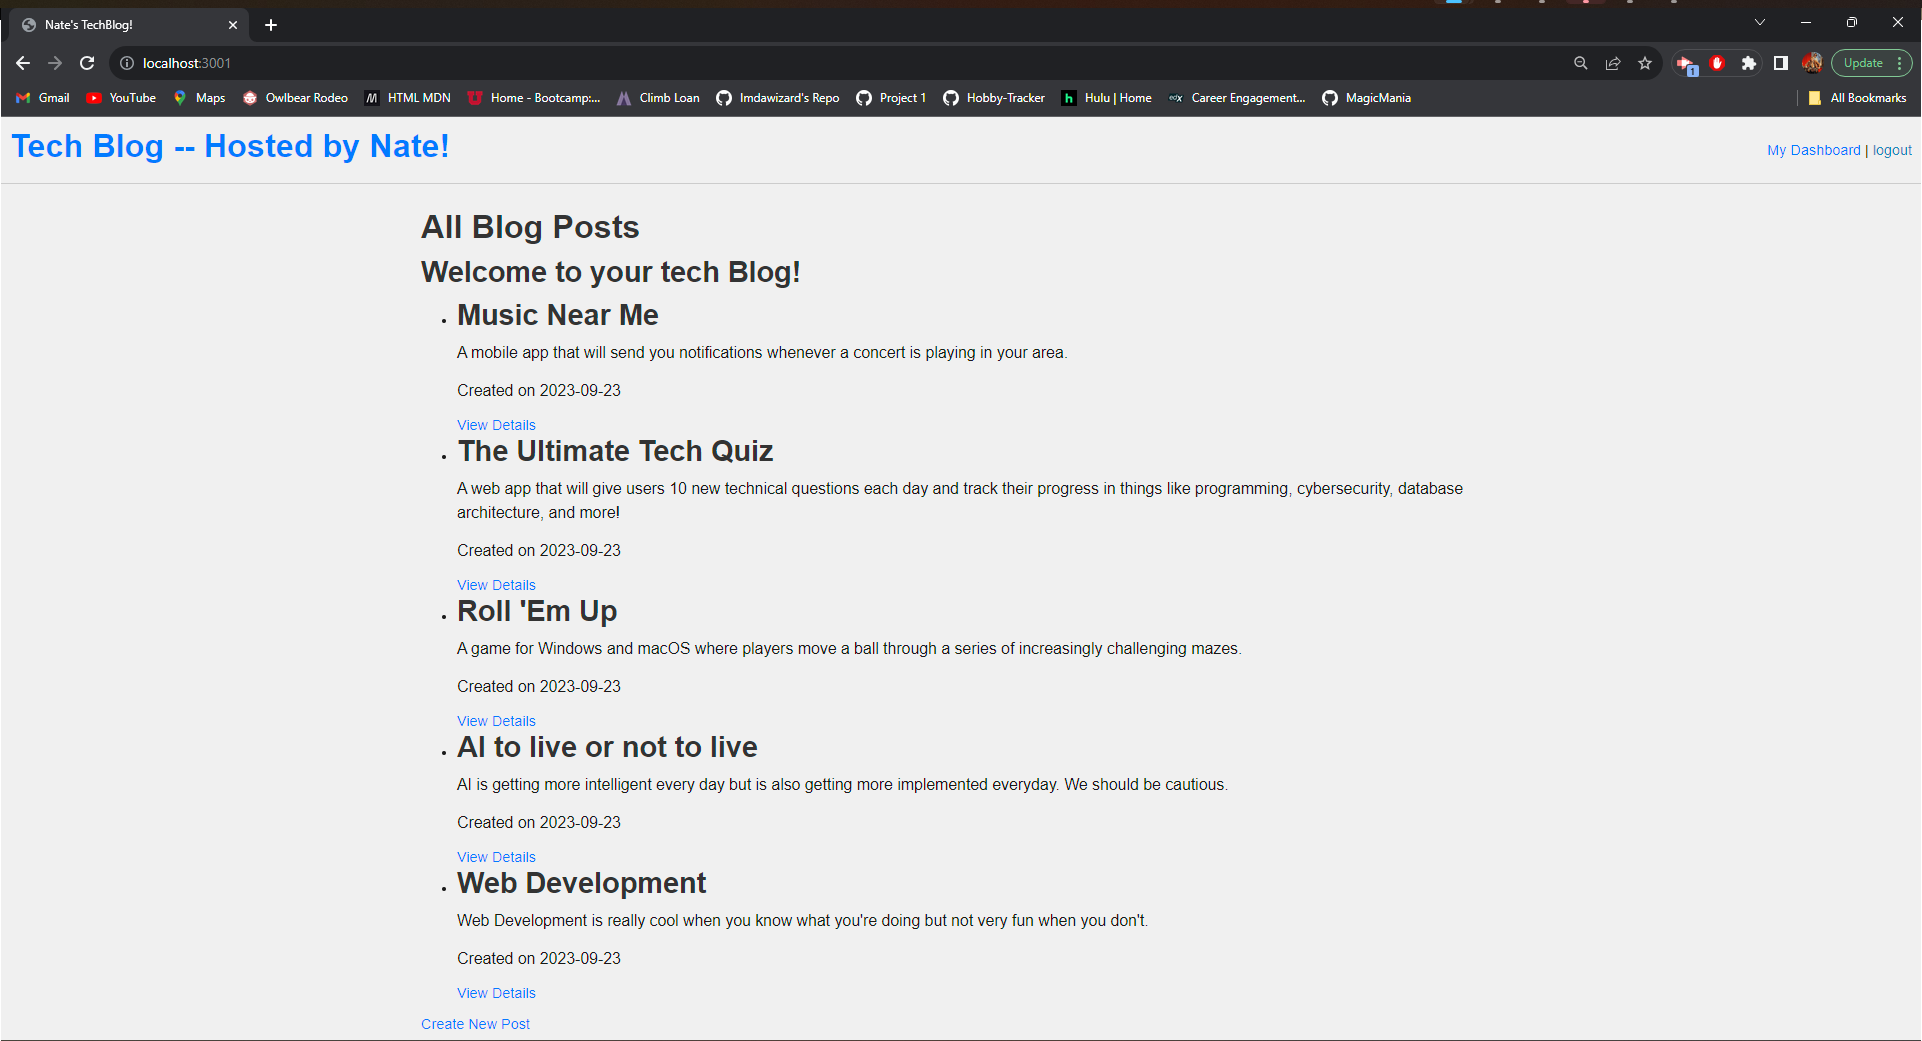 Nate's TechBlog!
localhost:3001
1
Update
Gmail YouTube Maps Owlbear Rodeo M HTML MDN Home - Bootcamp:... Climb Loan Imdawizard's Repo Project 1 Hobby-Tracker h Hulu | Home edX Career Engagement... MagicMania All Bookmarks
Tech Blog -- Hosted by Nate!
My Dashboard | logout
All Blog Posts
Welcome to your tech Blog!
Music Near Me
A mobile app that will send you notifications whenever a concert is playing in your area.
Created on 2023-09-23
View Details
The Ultimate Tech Quiz
A web app that will give users 10 new technical questions each day and track their progress in things like programming, cybersecurity, database
architecture, and more!
Created on 2023-09-23
View Details
Roll 'Em Up
A game for Windows and macOS where players move a ball through a series of increasingly challenging mazes.
Created on 2023-09-23
View Details
AI to live or not to live
AI is getting more intelligent every day but is also getting more implemented everyday. We should be cautious.
Created on 2023-09-23
View Details
Web Development
Web Development is really cool when you know what you're doing but not very fun when you don't.
Created on 2023-09-23
View Details
Create New Post